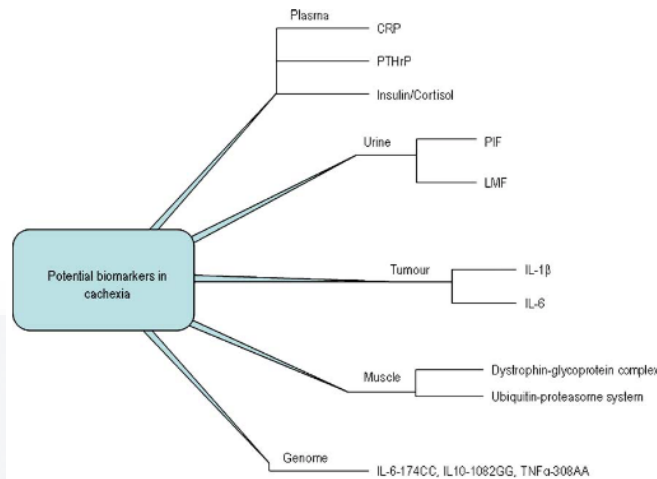 Plasma
CRP
PTHrP
Insulin/Cortisol
Urine
PIF
LMF
Potential biomarkers in
cachexia
Tumour
IL-1β
IL-6
Muscle
Dystrophin-glycoprotein complex
Ubiquitin-proteasome system
Genome
IL-6-174CC, IL10-1082GG, TNFα-308AA